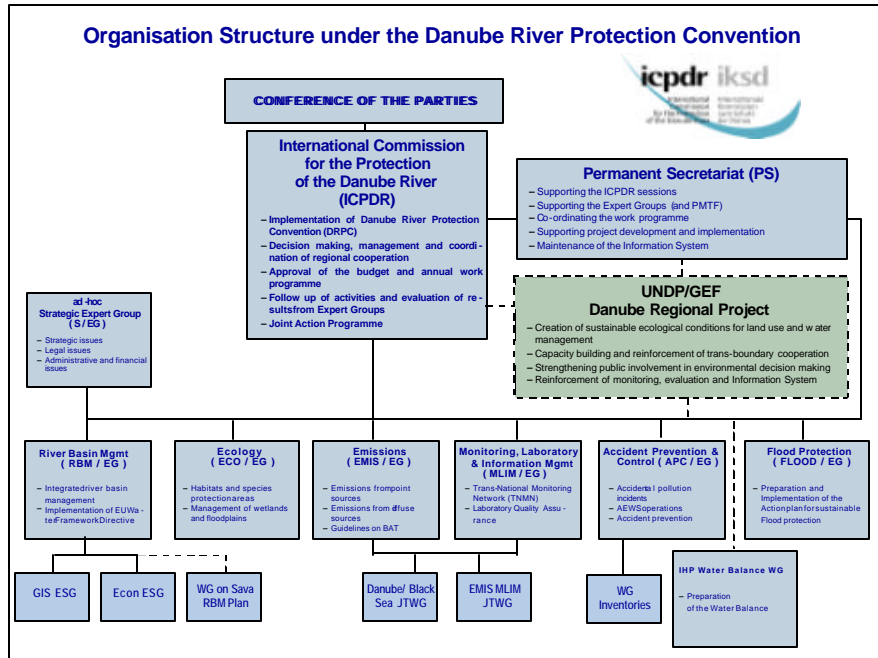 Organisation Structure under the Danube River Protection Convention
icpdr iksd
International
Commission
for the Protection
of the Danube River
CONFERENCE OF THE PARTIES
International Commission
for the Protection
of the Danube River
(ICPDR)
– Implementation of Danube River Protection
Convention (DRPC)
– Decision making, management and coordi-
nation of regional cooperation
– Approval of the budget and annual work
programme
– Follow up of activities and evaluation of re-
sultsfrom Expert Groups
– Joint Action Programme
Permanent Secretariat (PS)
– Supporting the ICPDR sessions
– Supporting the Expert Groups (and PMTF)
– Co-ordinating the work programme
– Supporting project development and implementation
– Maintenance of the Information System
UNDP/GEF
Danube Regional Project
– Creation of sustainable ecological conditions for land use and water
management
– Capacity building and reinforcement of trans-boundary cooperation
– Strengthening public involvement in environmental decision making
– Reinforcement of monitoring, evaluation and Information System
ad -hoc
Strategic Expert Group
( S / EG )
– Strategic issues
– Legal issues
– Administrative and financial
issues
River Basin Mgmt
( RBM / EG )
– Integratedriver basin
management
– Implementation of EUWa-
terFrameworkDirective
Ecology
( ECO / EG )
– Habitats and species
protectionareas
– Management of wetlands
and floodplains
Emissions
( EMIS / EG )
– Emissions frompoint
sources
– Emissions from diffuse
sources
– Guidelines on BAT
Monitoring, Laboratory
& Information Mgmt
( MLIM / EG )
– Trans-National Monitoring
Network (TNMN)
– Laboratory Quality Assu-
rance
Accident Prevention &
Control ( APC / EG )
– Accidental pollution
incidents
– AEWSoperations
– Accident prevention
Flood Protection
( FLOOD / EG )
– Preparation and
Implementation of the
Actionplanforsustainable
Flood protection
GIS ESG
Econ ESG
WG on Sava
RBM Plan
Danube/ Black
Sea JTWG
EMIS MLIM
JTWG
WG
Inventories
IHP Water Balance WG
– Preparation
of the Water Balance